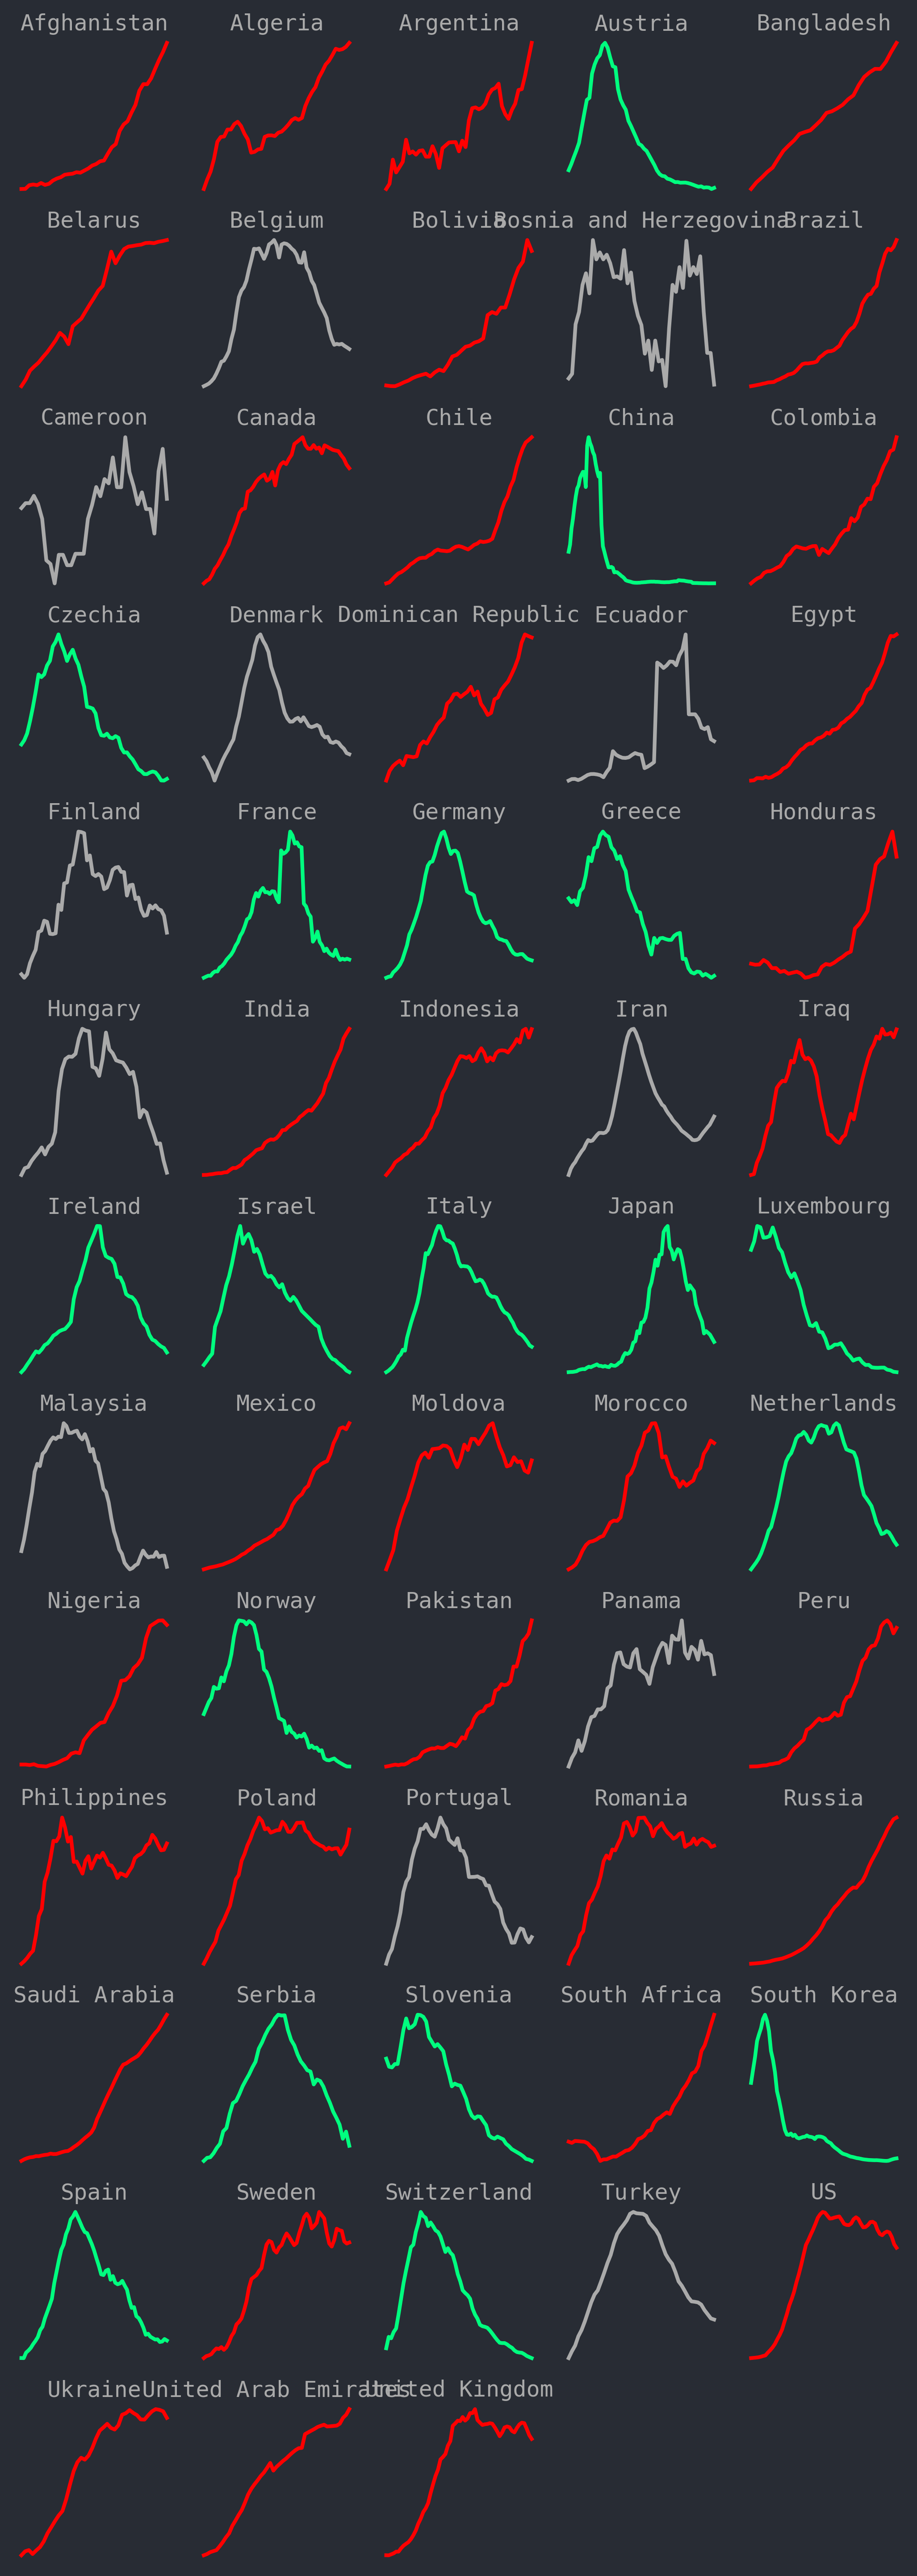 Afghanistan Algeria Argentina Austria Bangladesh
Belarus Belgium Bolivia Bosnia and Herzegovina Brazil
Cameroon Canada Chile China Colombia
Czechia Denmark Dominican Republic Ecuador Egypt
Finland France Germany Greece Honduras
Hungary India Indonesia Iran Iraq
Ireland Israel Italy Japan Luxembourg
Malaysia Mexico Moldova Morocco Netherlands
Nigeria Norway Pakistan Panama Peru
Philippines Poland Portugal Romania Russia
Saudi Arabia Serbia Slovenia South Africa South Korea
Spain Sweden Switzerland Turkey US
Ukraine United Arab Emirates United Kingdom